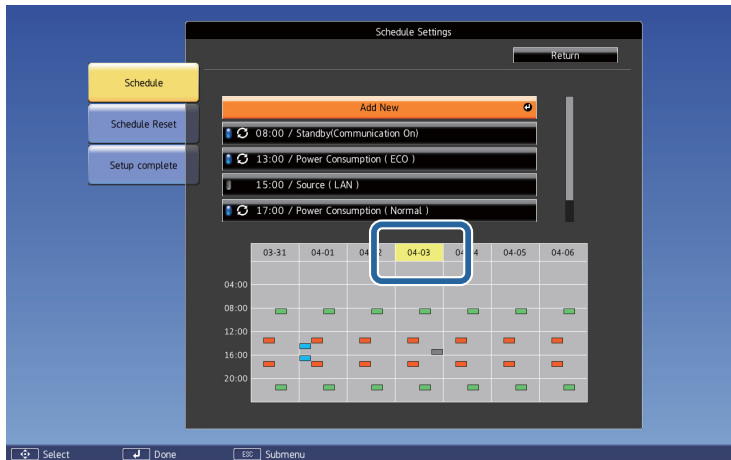 Schedule Settings
Return
Schedule
Schedule Reset
Setup complete
Add New
08:00 / Standby(Communication On)
13:00 / Power Consumption ( ECO )
15:00 / Source ( LAN )
17:00 / Power Consumption ( Normal )
03-31 04-01 04-03 04-05 04-06
04:00
08:00
12:00
16:00
20:00
Select Done ESC Submenu